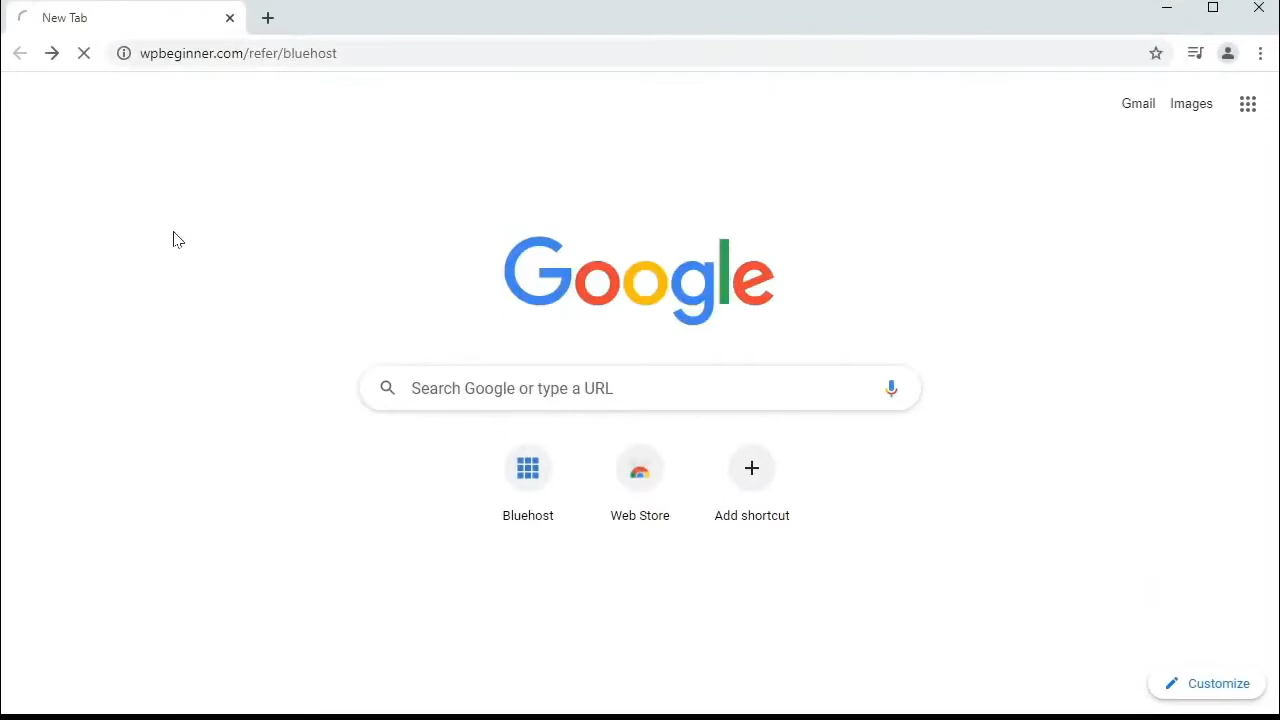 New Tab
wpbeginner.com/refer/bluehost
Gmail Images
Google
Search Google or type a URL
Bluehost Web Store Add shortcut
Customize